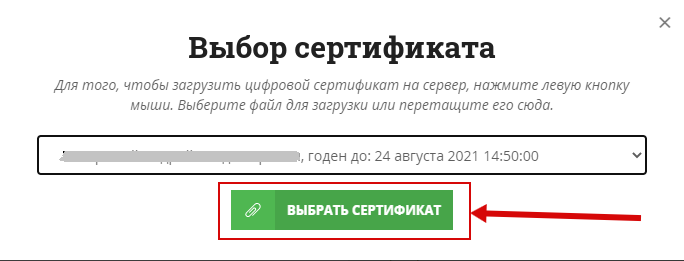 Выбор сертификата
Для того, чтобы загрузить цифровой сертификат на сервер, нажмите левую кнопку
мыши. Выберите файл для загрузки или перетащите его сюда.
, годен до: 24 августа 2021 14:50:00
ВЫБРАТЬ СЕРТИФИКАТ